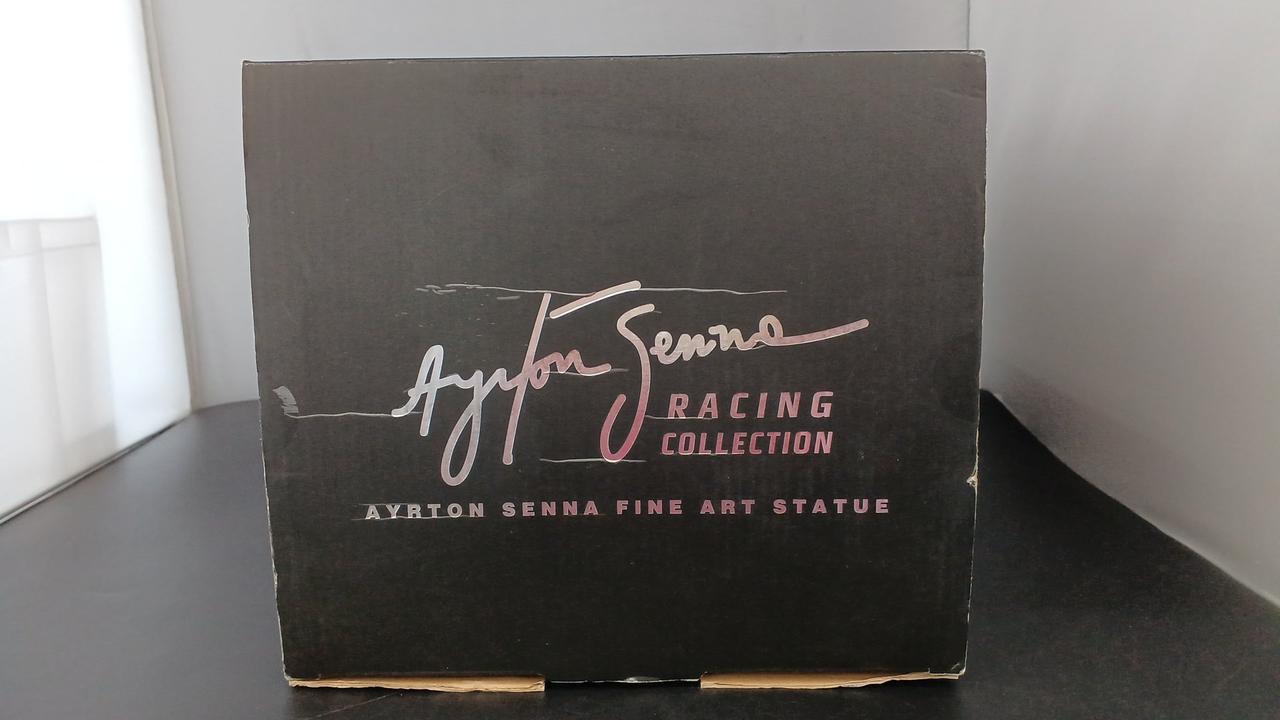 Ayrton Senna
RACING
COLLECTION
AYRTON SENNA FINE ART STATUE